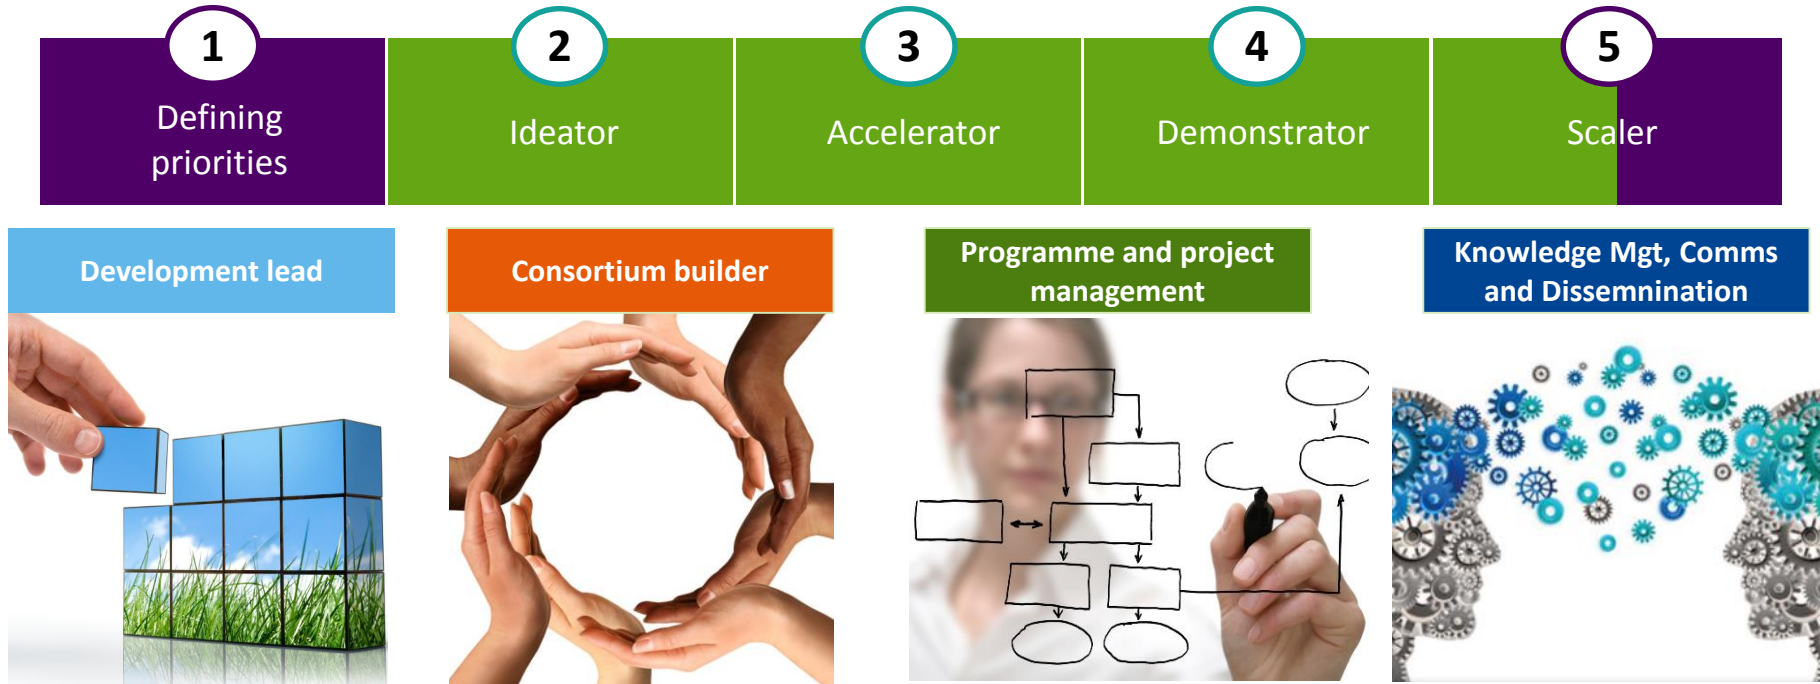 1
Defining
priorities
2
Ideator
3
Accelerator
4
Demonstrator
5
Scaler
Development lead
Consortium builder
Programme and project
management
Knowledge Mgt, Comms
and Dissemnination